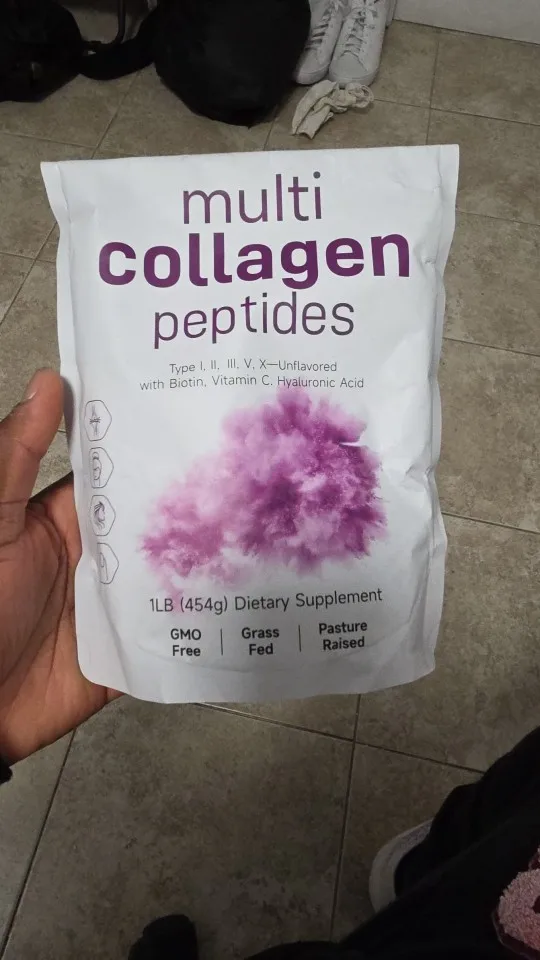 multi
collagen
peptides
Type I, II, III, V, X—Unflavored
with Biotin, Vitamin C, Hyaluronic Acid
1LB (454g) Dietary Supplement
GMO Free
Grass Fed
Pasture Raised